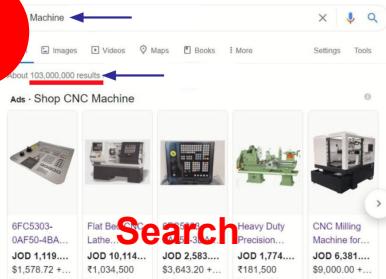 Machine
Images Videos Maps Books More Settings Tools
About 103,000,000 results
Ads · Shop CNC Machine
6FC5303-
0AF50-4BA...
JOD 1,119....
$1,578.72 +...
Flat Bed CNC
Lathe...
JOD 10,114...
₹1,034,500
JOD 2,583....
$3,643.20 +...
Heavy Duty
Precision...
JOD 1,774....
₹181,500
CNC Milling
Machine for...
JOD 6,381....
$9,000.00 +...
Search